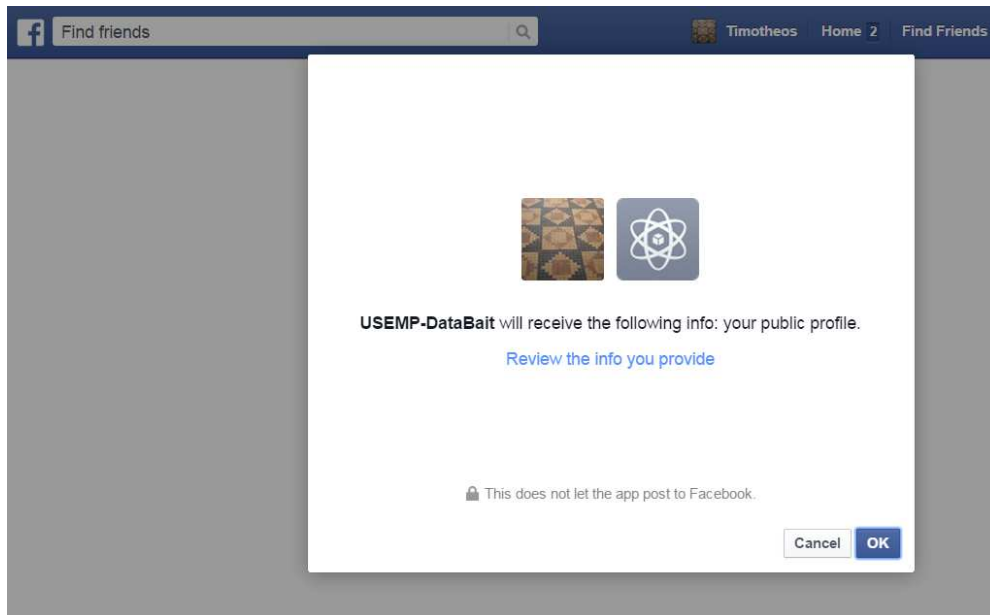 f Find friends Timotheos Home 2 Find Friends
USEMP-DataBait will receive the following info: your public profile.
Review the info you provide
This does not let the app post to Facebook.
Cancel OK